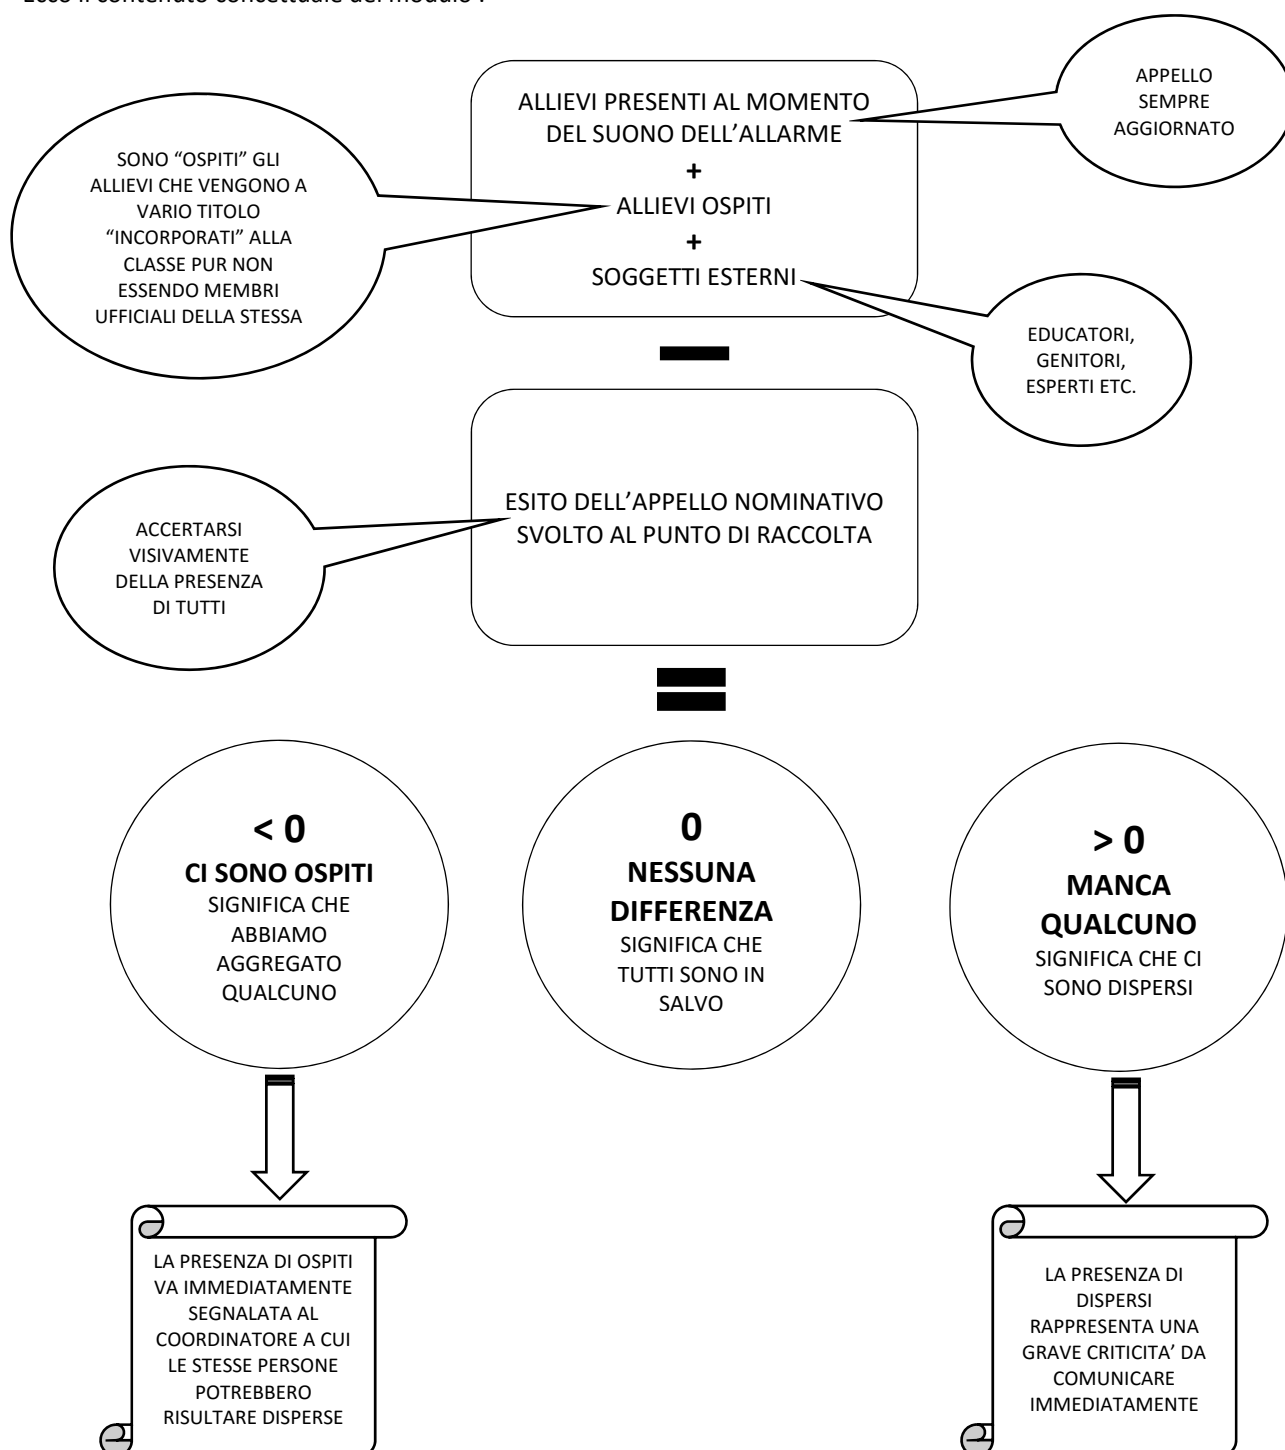 Ecco il contenuto concettuale del modulo :
APPELLO
SEMPRE
AGGIORNATO
ALLIEVI PRESENTI AL MOMENTO
DEL SUONO DELL’ALLARME
+
ALLIEVI OSPITI
+
SOGGETTI ESTERNI
SONO “OSPITI” GLI
ALLIEVI CHE VENGONO A
VARIO TITOLO
“INCORPORATI” ALLA
CLASSE PUR NON
ESSENDO MEMBRI
UFFICIALI DELLA STESSA
EDUCATORI,
GENITORI,
ESPERTI ETC.
ESITO DELL’APPELLO NOMINATIVO
SVOLTO AL PUNTO DI RACCOLTA
ACCERTARSI
VISIVAMENTE
DELLA PRESENZA
DI TUTTI
< 0
CI SONO OSPITI
SIGNIFICA CHE
ABBIAMO
AGGREGATO
QUALCUNO
0
NESSUNA
DIFFERENZA
SIGNIFICA CHE
TUTTI SONO IN
SALVO
> 0
MANCA
QUALCUNO
SIGNIFICA CHE CI
SONO DISPERSI
LA PRESENZA DI OSPITI
VA IMMEDIATAMENTE
SEGNALATA AL
COORDINATORE A CUI
LE STESSE PERSONE
POTREBBERO
RISULTARE DISPERSE
LA PRESENZA DI
DISPERSI
RAPPRESENTA UNA
GRAVE CRITICITA’ DA
COMUNICARE
IMMEDIATAMENTE